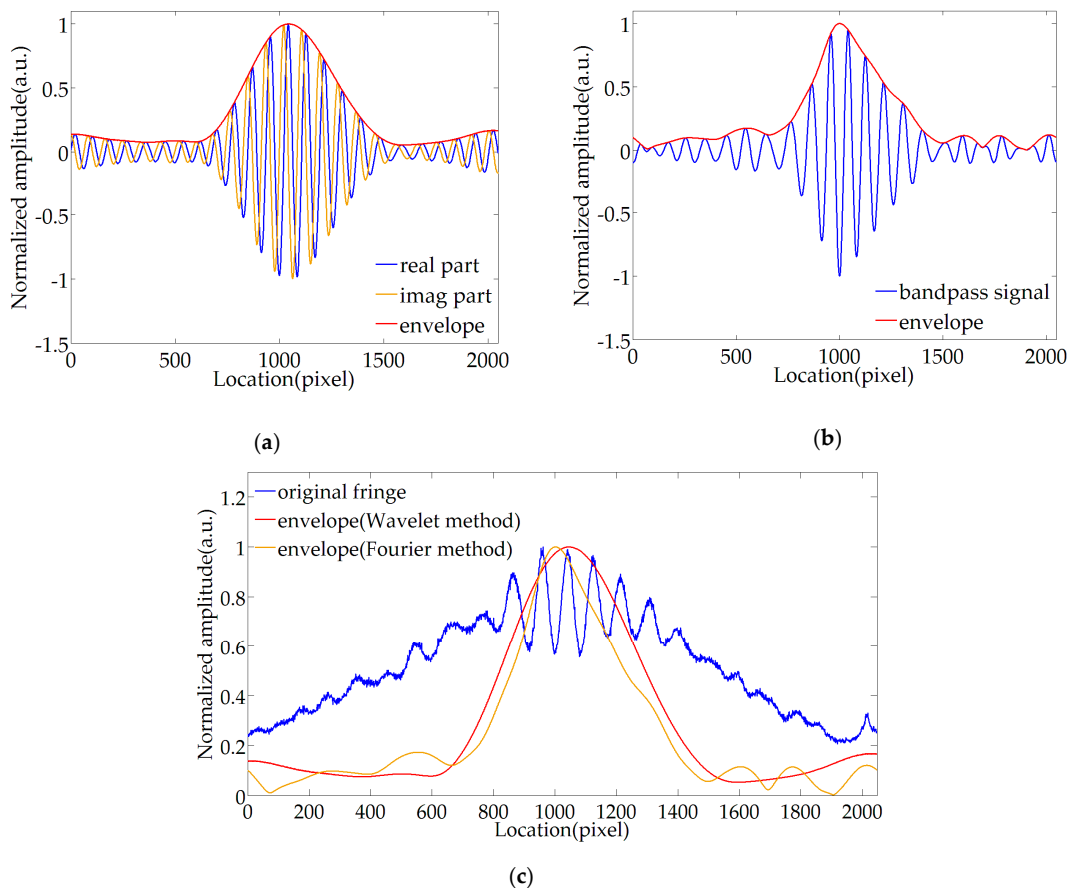 Normalized amplitude(a.u.)
1
0.5
0
-0.5
-1
-1.5
real part
imag part
envelope
0 500 1000 1500 2000
Location(pixel)
(a)
Normalized amplitude(a.u.)
1
0.5
0
-0.5
-1
-1.5
bandpass signal
envelope
0 500 1000 1500 2000
Location(pixel)
(b)
Normalized amplitude(a.u.)
1.2
1
0.8
0.6
0.4
0.2
0
original fringe
envelope(Wavelet method)
envelope(Fourier method)
0 200 400 600 800 1000 1200 1400 1600 1800 2000
Location(pixel)
(c)